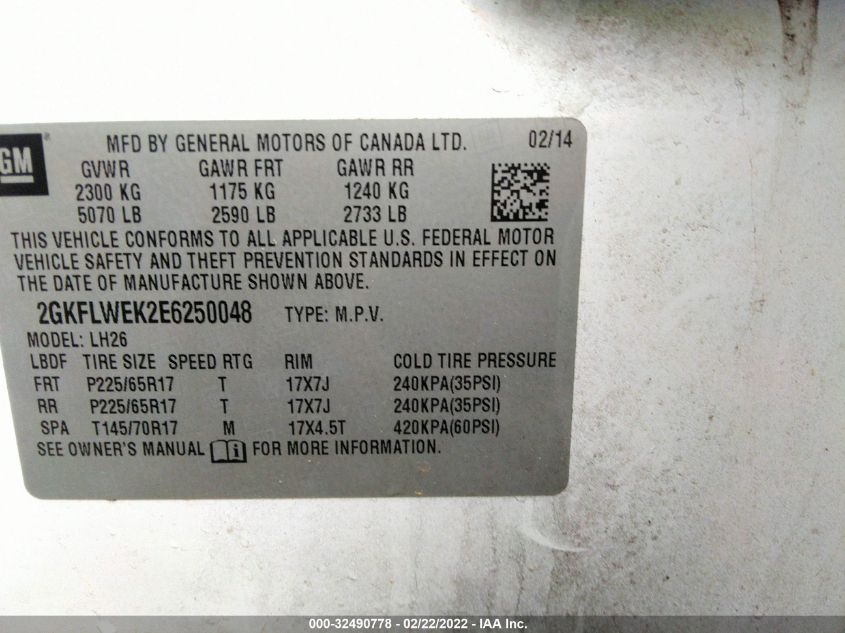 GM
MFD BY GENERAL MOTORS OF CANADA LTD. 02/14
GVWR GAWR FRT GAWR RR
2300 KG 1175 KG 1240 KG
5070 LB 2590 LB 2733 LB
THIS VEHICLE CONFORMS TO ALL APPLICABLE U.S. FEDERAL MOTOR
VEHICLE SAFETY AND THEFT PREVENTION STANDARDS IN EFFECT ON
THE DATE OF MANUFACTURE SHOWN ABOVE.
2GKFLWEK2E6250048 TYPE: M.P.V.
MODEL: LH26
LBDF TIRE SIZE SPEED RTG RIM COLD TIRE PRESSURE
FRT P225/65R17 T 17X7J 240KPA(35PSI)
RR P225/65R17 T 17X7J 240KPA(35PSI)
SPA T145/70R17 M 17X4.5T 420KPA(60PSI)
SEE OWNER'S MANUAL FOR MORE INFORMATION.
000-32490778 - 02/22/2022 - IAA Inc.